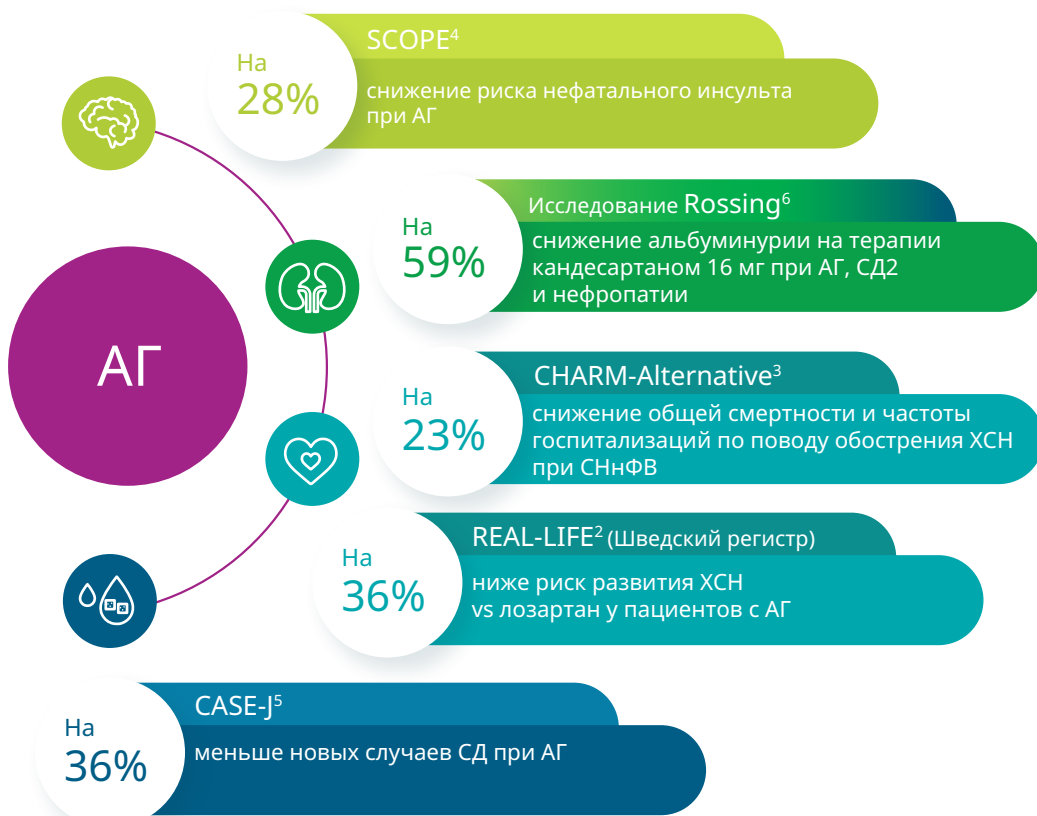 SCOPE⁴
На
28%
снижение риска нефатального инсульта
при АГ
Исследование Rossing⁶
На
59%
снижение альбуминурии на терапии
кандесартаном 16 мг при АГ, СД2
и нефропатии
АГ
CHARM-Alternative³
На
23%
снижение общей смертности и частоты
госпитализаций по поводу обострения ХСН
при СНнФВ
REAL-LIFE² (Шведский регистр)
На
36%
ниже риск развития ХСН
vs лозартан у пациентов с АГ
CASE-J⁵
На
36%
меньше новых случаев СД при АГ